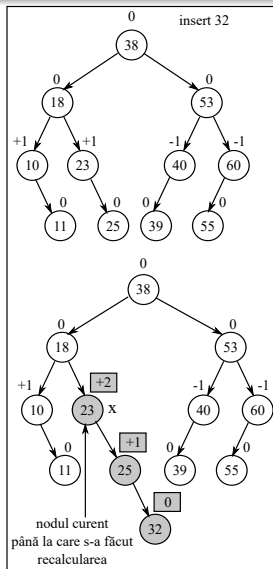 0 insert 32
38
0 0
18 53
+1 +1 -1 -1
10 23 40 60
0 0 0 0
11 25 39 55
0
38
0 0
18 53
+1 +2 -1 -1
10 23 x 40 60
0 +1 0 0
11 25 39 55
0
32
nodul curent
până la care s-a făcut
recalcularea